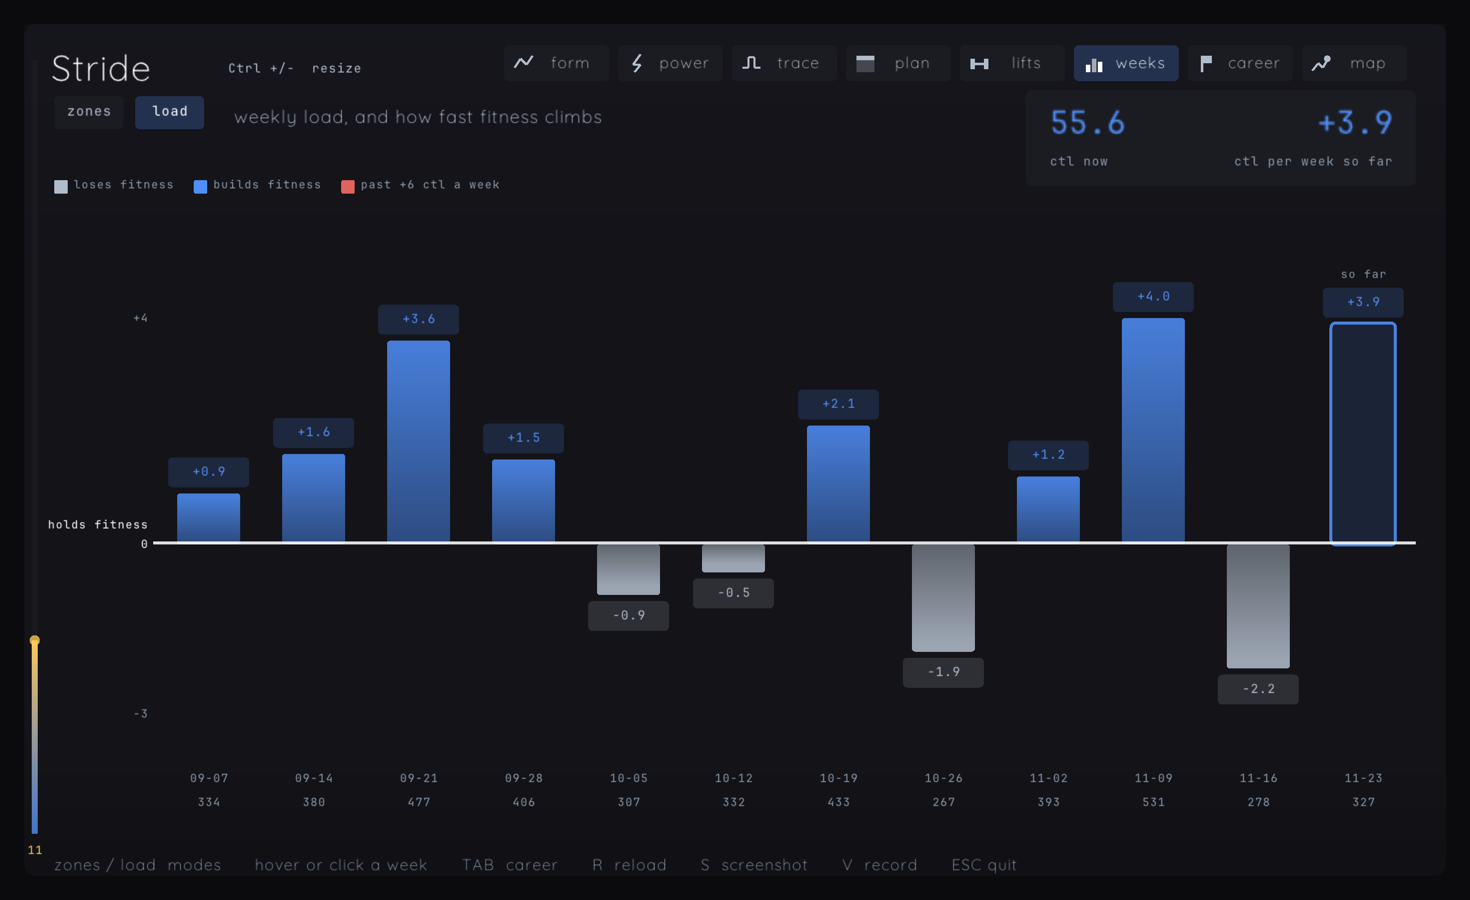 Stride
Ctrl +/- resize
form
power
trace
plan
lifts
weeks
career
map
zones
load
weekly load, and how fast fitness climbs
55.6
+3.9
ctl now
ctl per week so far
loses fitness
builds fitness
past +6 ctl a week
so far
+3.9
+4.0
+4
+3.6
+2.1
+1.6
+1.5
+1.2
+0.9
holds fitness
0
-0.5
-0.9
-1.9
-2.2
-3
09-07 09-14 09-21 09-28 10-05 10-12 10-19 10-26 11-02 11-09 11-16 11-23
334 380 477 406 307 332 433 267 393 531 278 327
11
zones / load modes
hover or click a week
TAB career
R reload
S screenshot
V record
ESC quit